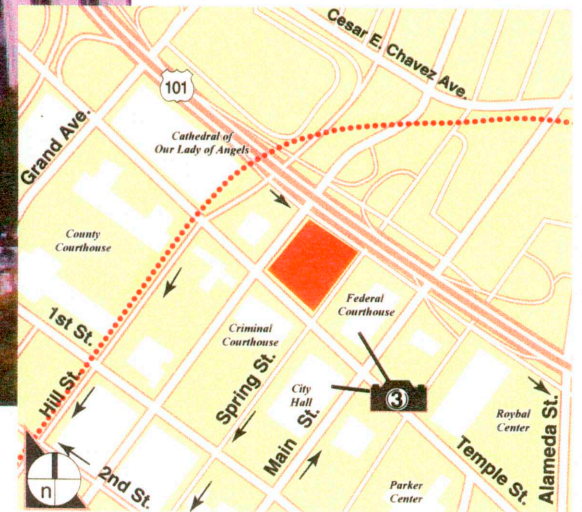 Cesar E. Chavez Ave.
101
Grand Ave.
Cathedral of
Our Lady of Angels
County
Courthouse
Federal
Courthouse
1st St.
Criminal
Courthouse
Hill St.
Spring St.
City
Hall
3
Main St.
Roybal
Center
Alameda St.
Temple St.
2nd St.
Parker
Center
n